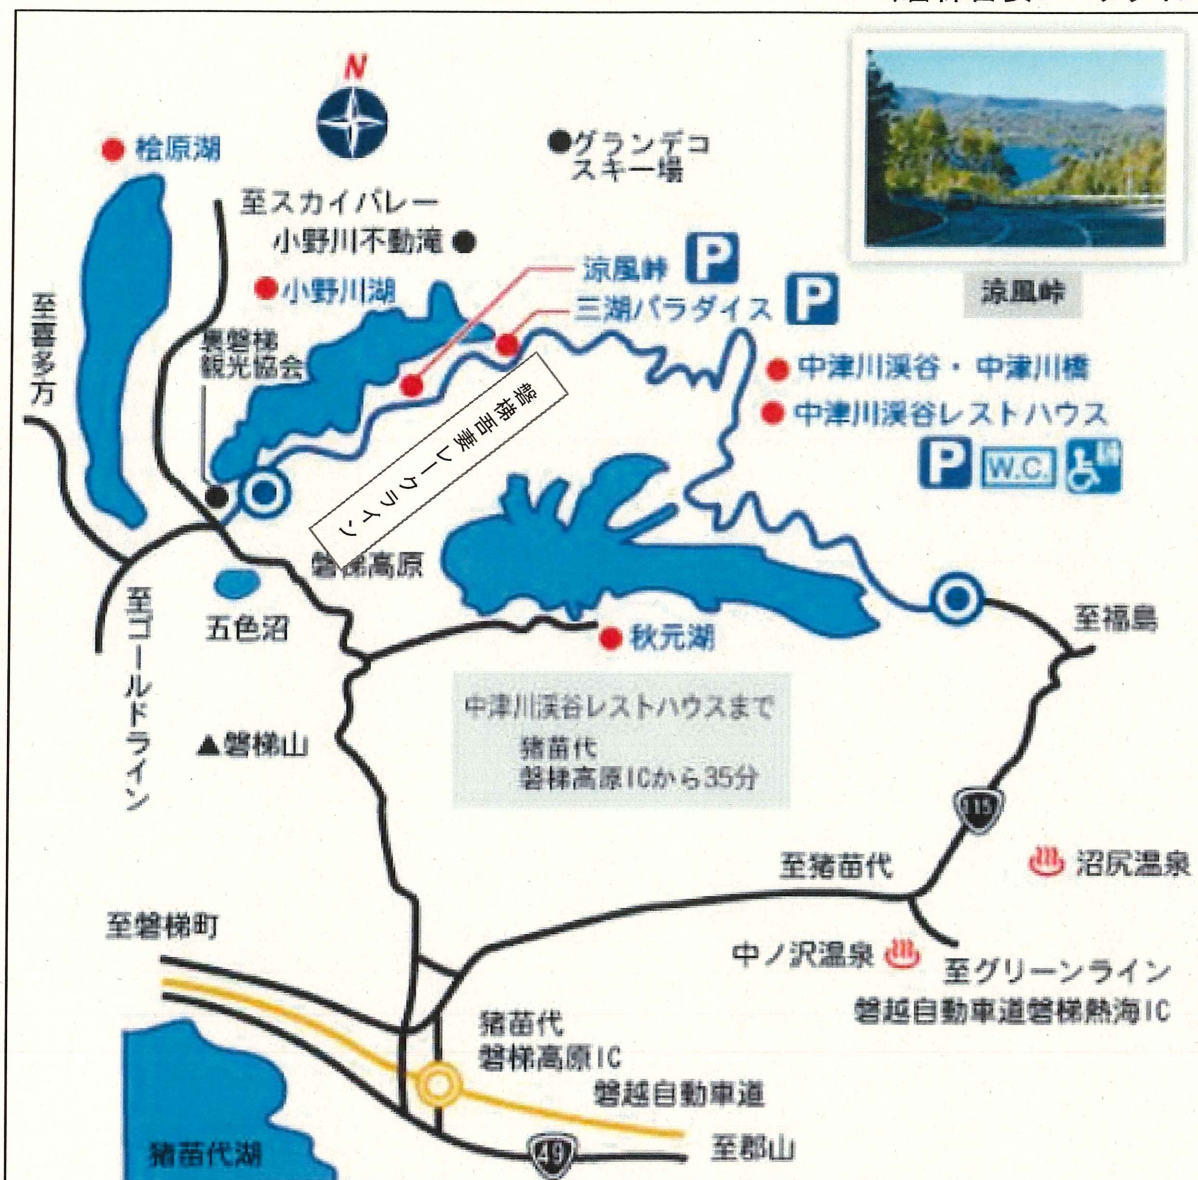 N
檜原湖
グランデコ
スキー場
至スカイバレー
小野川不動滝
涼風峠 P
小野川湖
三湖パラダイス P
涼風峠
至喜多方
裏磐梯
観光協会
中津川渓谷・中津川橋
中津川渓谷レストハウス
P W.C.
磐梯吾妻レークライン
磐梯高原
五色沼
至ゴールドライン
至福島
秋元湖
中津川渓谷レストハウスまで
猪苗代
磐梯高原ICから35分
▲磐梯山
115
沼尻温泉
至猪苗代
至磐梯町
中ノ沢温泉
至グリーンライン
磐越自動車道磐梯熱海IC
猪苗代
磐梯高原IC
磐越自動車道
至郡山
49
猪苗代湖